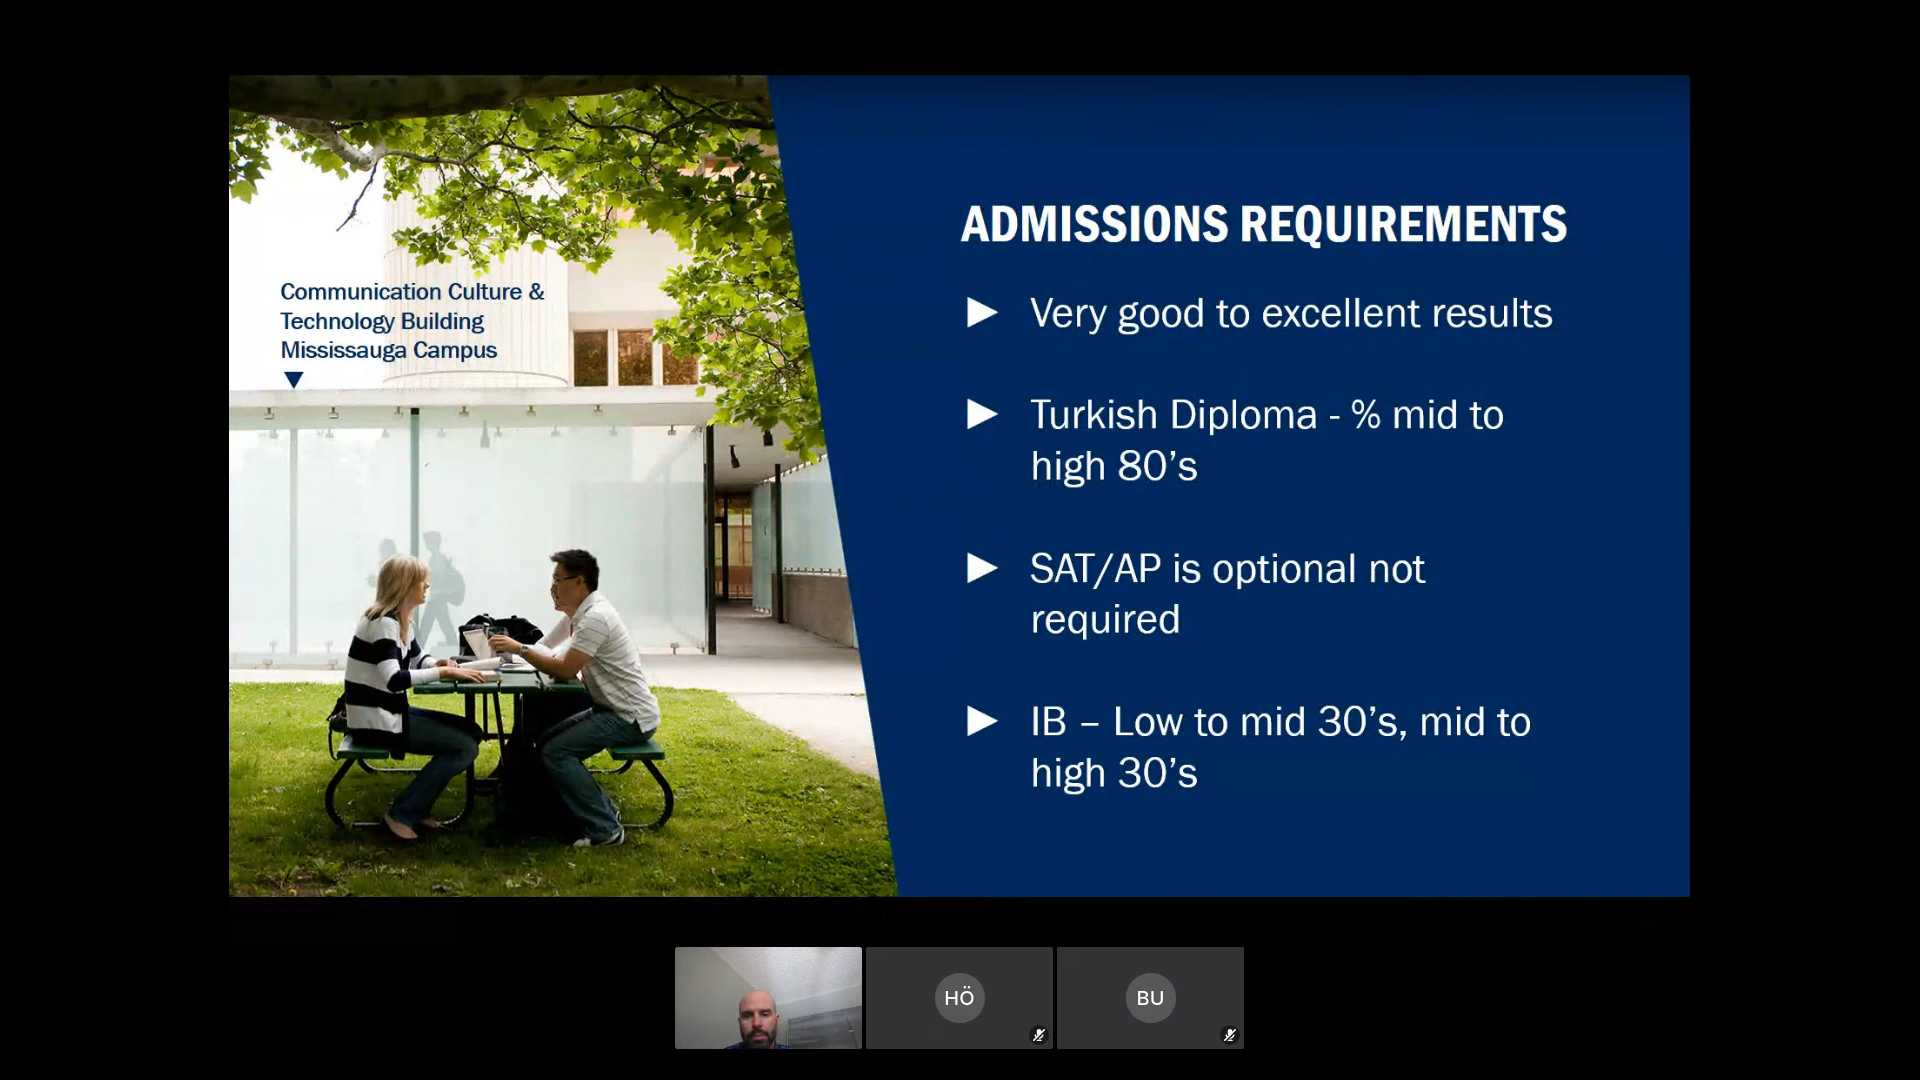 Communication Culture &
Technology Building
Mississauga Campus
ADMISSIONS REQUIREMENTS
Very good to excellent results
Turkish Diploma - % mid to
high 80’s
SAT/AP is optional not
required
IB – Low to mid 30’s, mid to
high 30’s
HÖ
BU